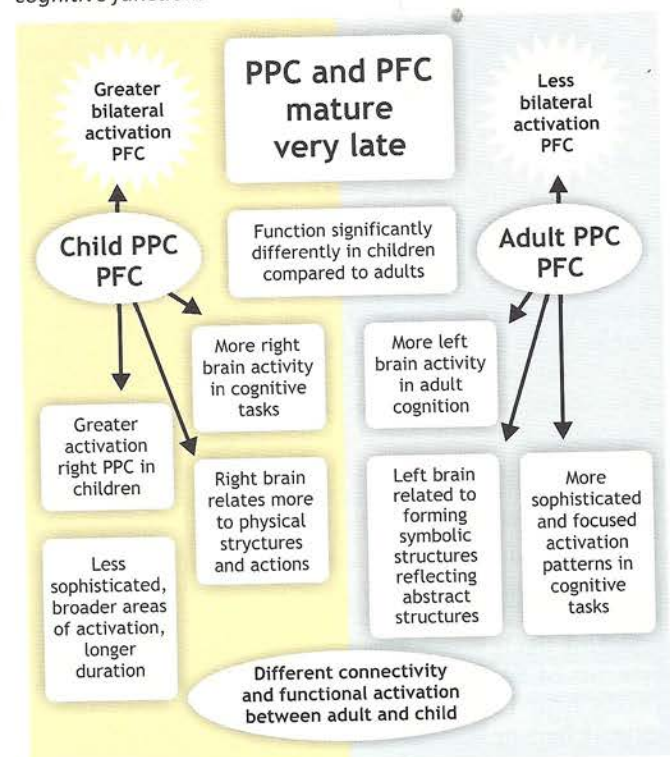 cognitive function
Greater
bilateral
activation
PFC
PPC and PFC
mature
very late
Less
bilateral
activation
PFC
Child PPC
PFC
Function significantly
differently in children
compared to adults
Adult PPC
PFC
More right
brain activity
in cognitive
tasks
More left
brain activity
in adult
cognition
Greater
activation
right PPC in
children
Right brain
relates more
to physical
stryctures
and actions
Left brain
related to
forming
symbolic
structures
reflecting
abstract
structures
More
sophisticated
and focused
activation
patterns in
cognitive
tasks
Less
sophisticated,
broader areas
of activation,
longer
duration
Different connectivity
and functional activation
between adult and child